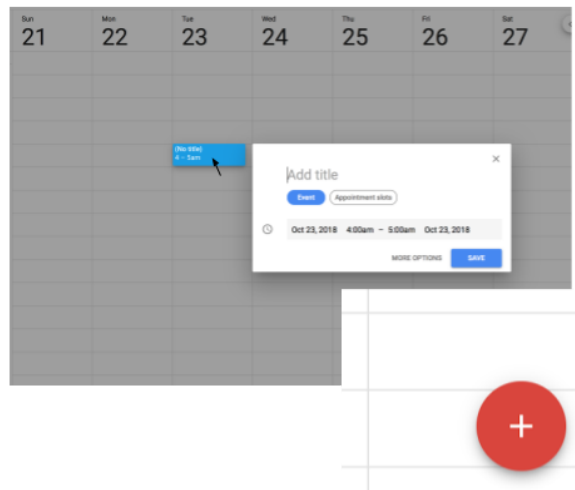 Sun Mon Tue Wed Thu Fri Sat
21 22 23 24 25 26 27
(No title)
4 – 5am
Add title
Event Appointment slots
Oct 23, 2018 4:00am – 5:00am Oct 23, 2018
MORE OPTIONS SAVE